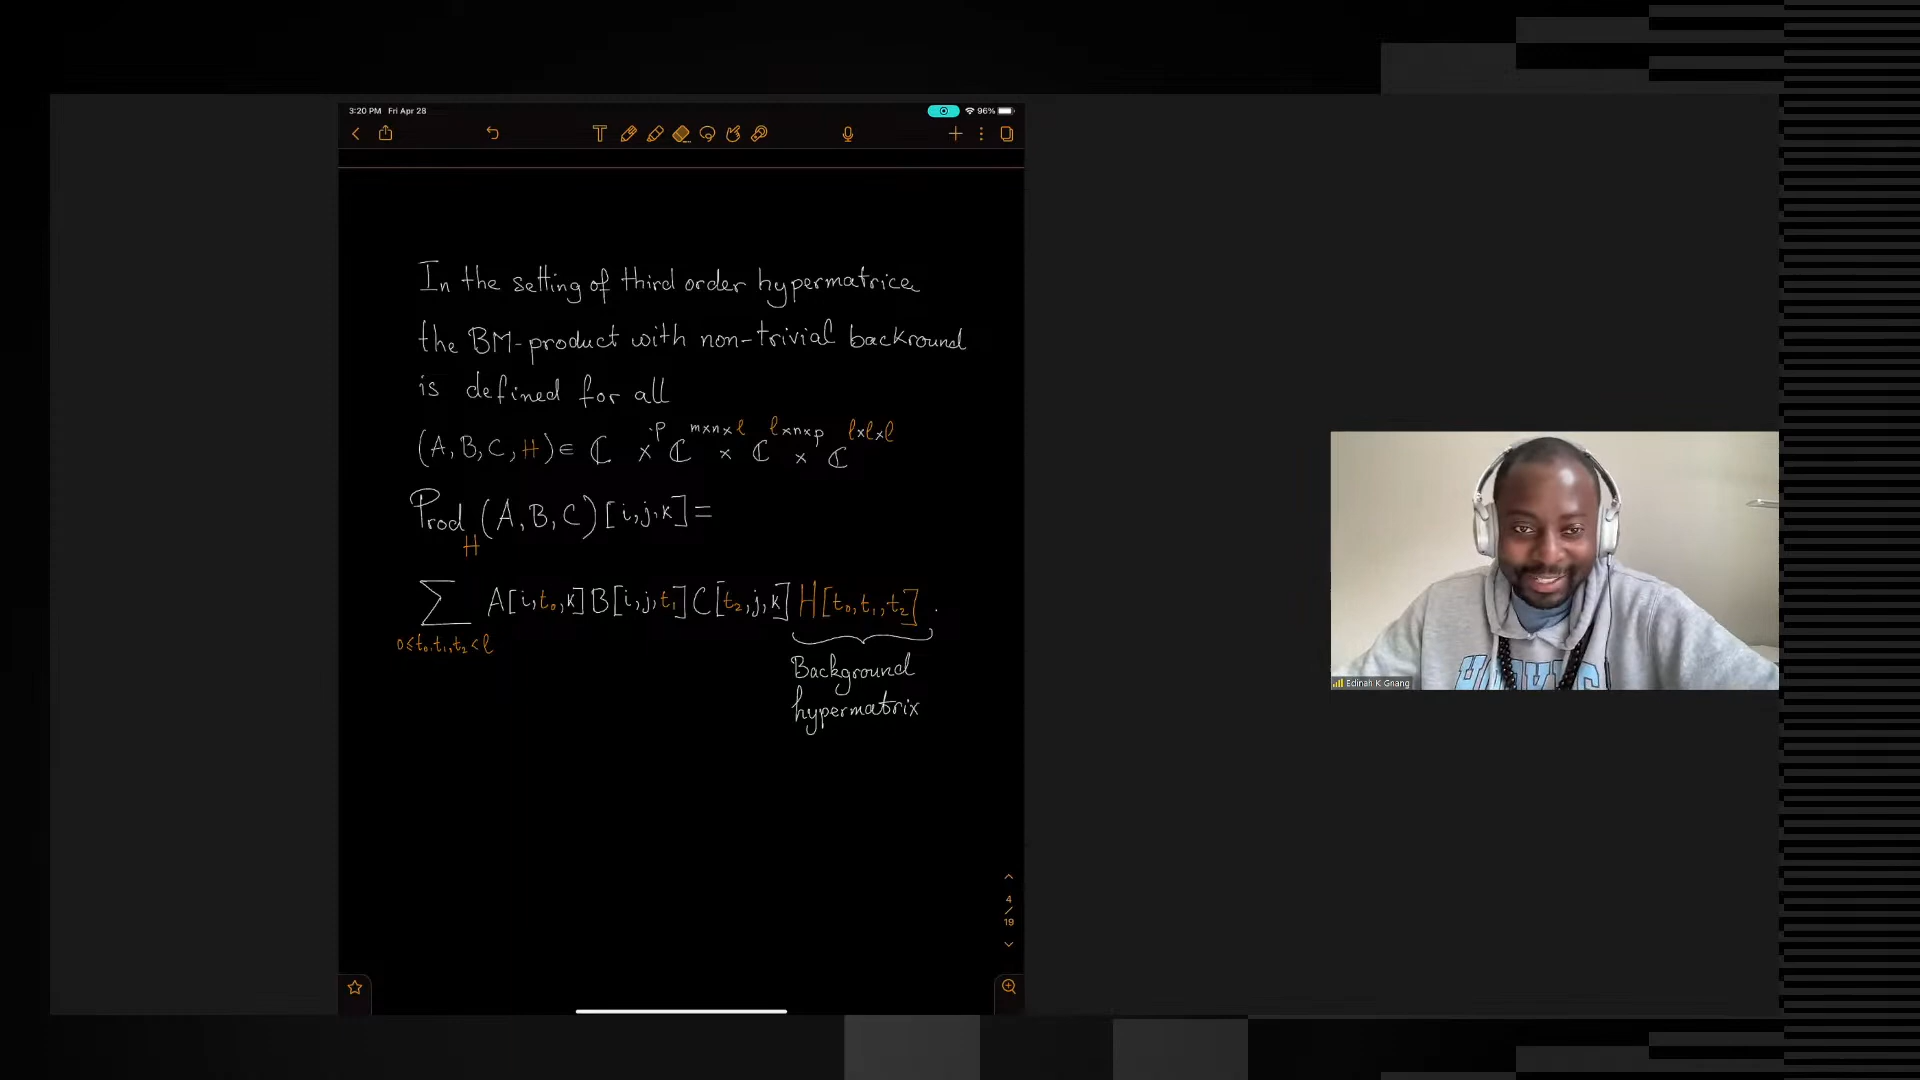 3:20 PM Fri Apr 28
96%
T
In the setting of third order hypermatrices
the BM-product with non-trivial backround
is defined for all
(A, B, C, H) ∈ ℂ ×^p ℂ^{m×n×l} × ℂ^{l×n×p} × ℂ^{l×l×l}
Prod_H (A, B, C)[i,j,k] =
∑_{0≤t₀,t₁,t₂<l} A[i,t₀,k] B[i,j,t₁] C[t₂,j,k] H[t₀,t₁,t₂] .
Background
hypermatrix
4
/
19
Edinah K Gnang